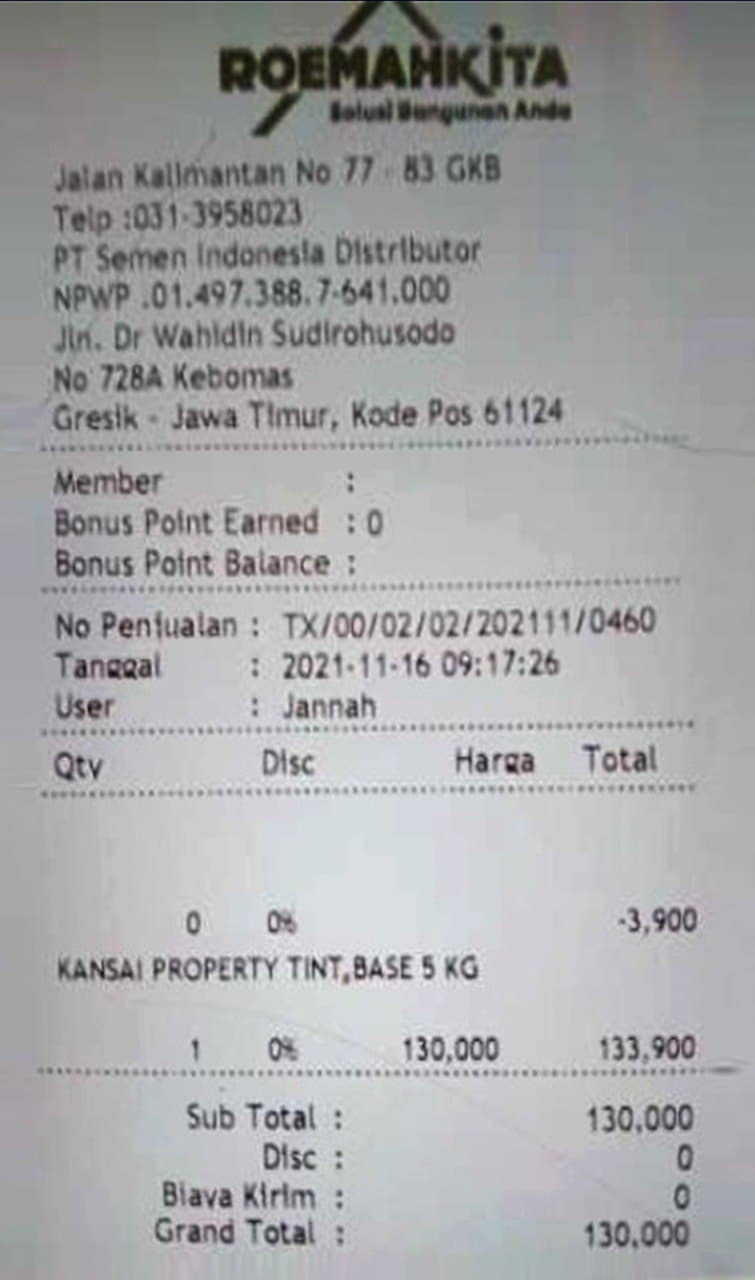 ROEMAHKITA
Solusi Bangunan Anda
Jalan Kalimantan No 77 - 83 GKB
Telp :031-3958023
PT Semen Indonesia Distributor
NPWP .01.497.388.7-641.000
Jln. Dr Wahidin Sudirohusodo
No 728A Kebomas
Gresik - Jawa Timur, Kode Pos 61124
Member :
Bonus Point Earned : 0
Bonus Point Balance :
No Penjualan : TX/00/02/02/202111/0460
Tanggal : 2021-11-16 09:17:26
User : Jannah
Qty Disc Harga Total
0 0% -3,900
KANSAI PROPERTY TINT,BASE 5 KG
1 0% 130,000 133,900
Sub Total : 130,000
Disc : 0
Biaya Kirim : 0
Grand Total : 130,000